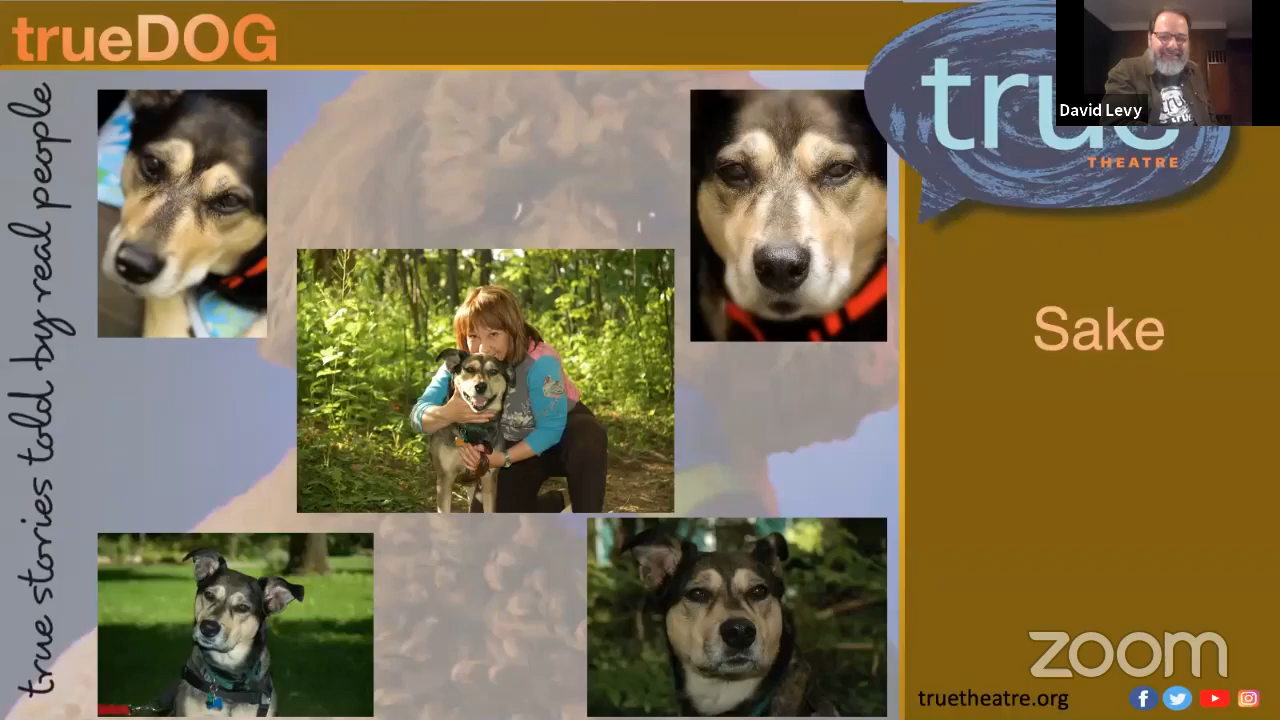 trueDOG
true stories told by real people
true
THEATRE
David Levy
Sake
zoom
truetheatre.org